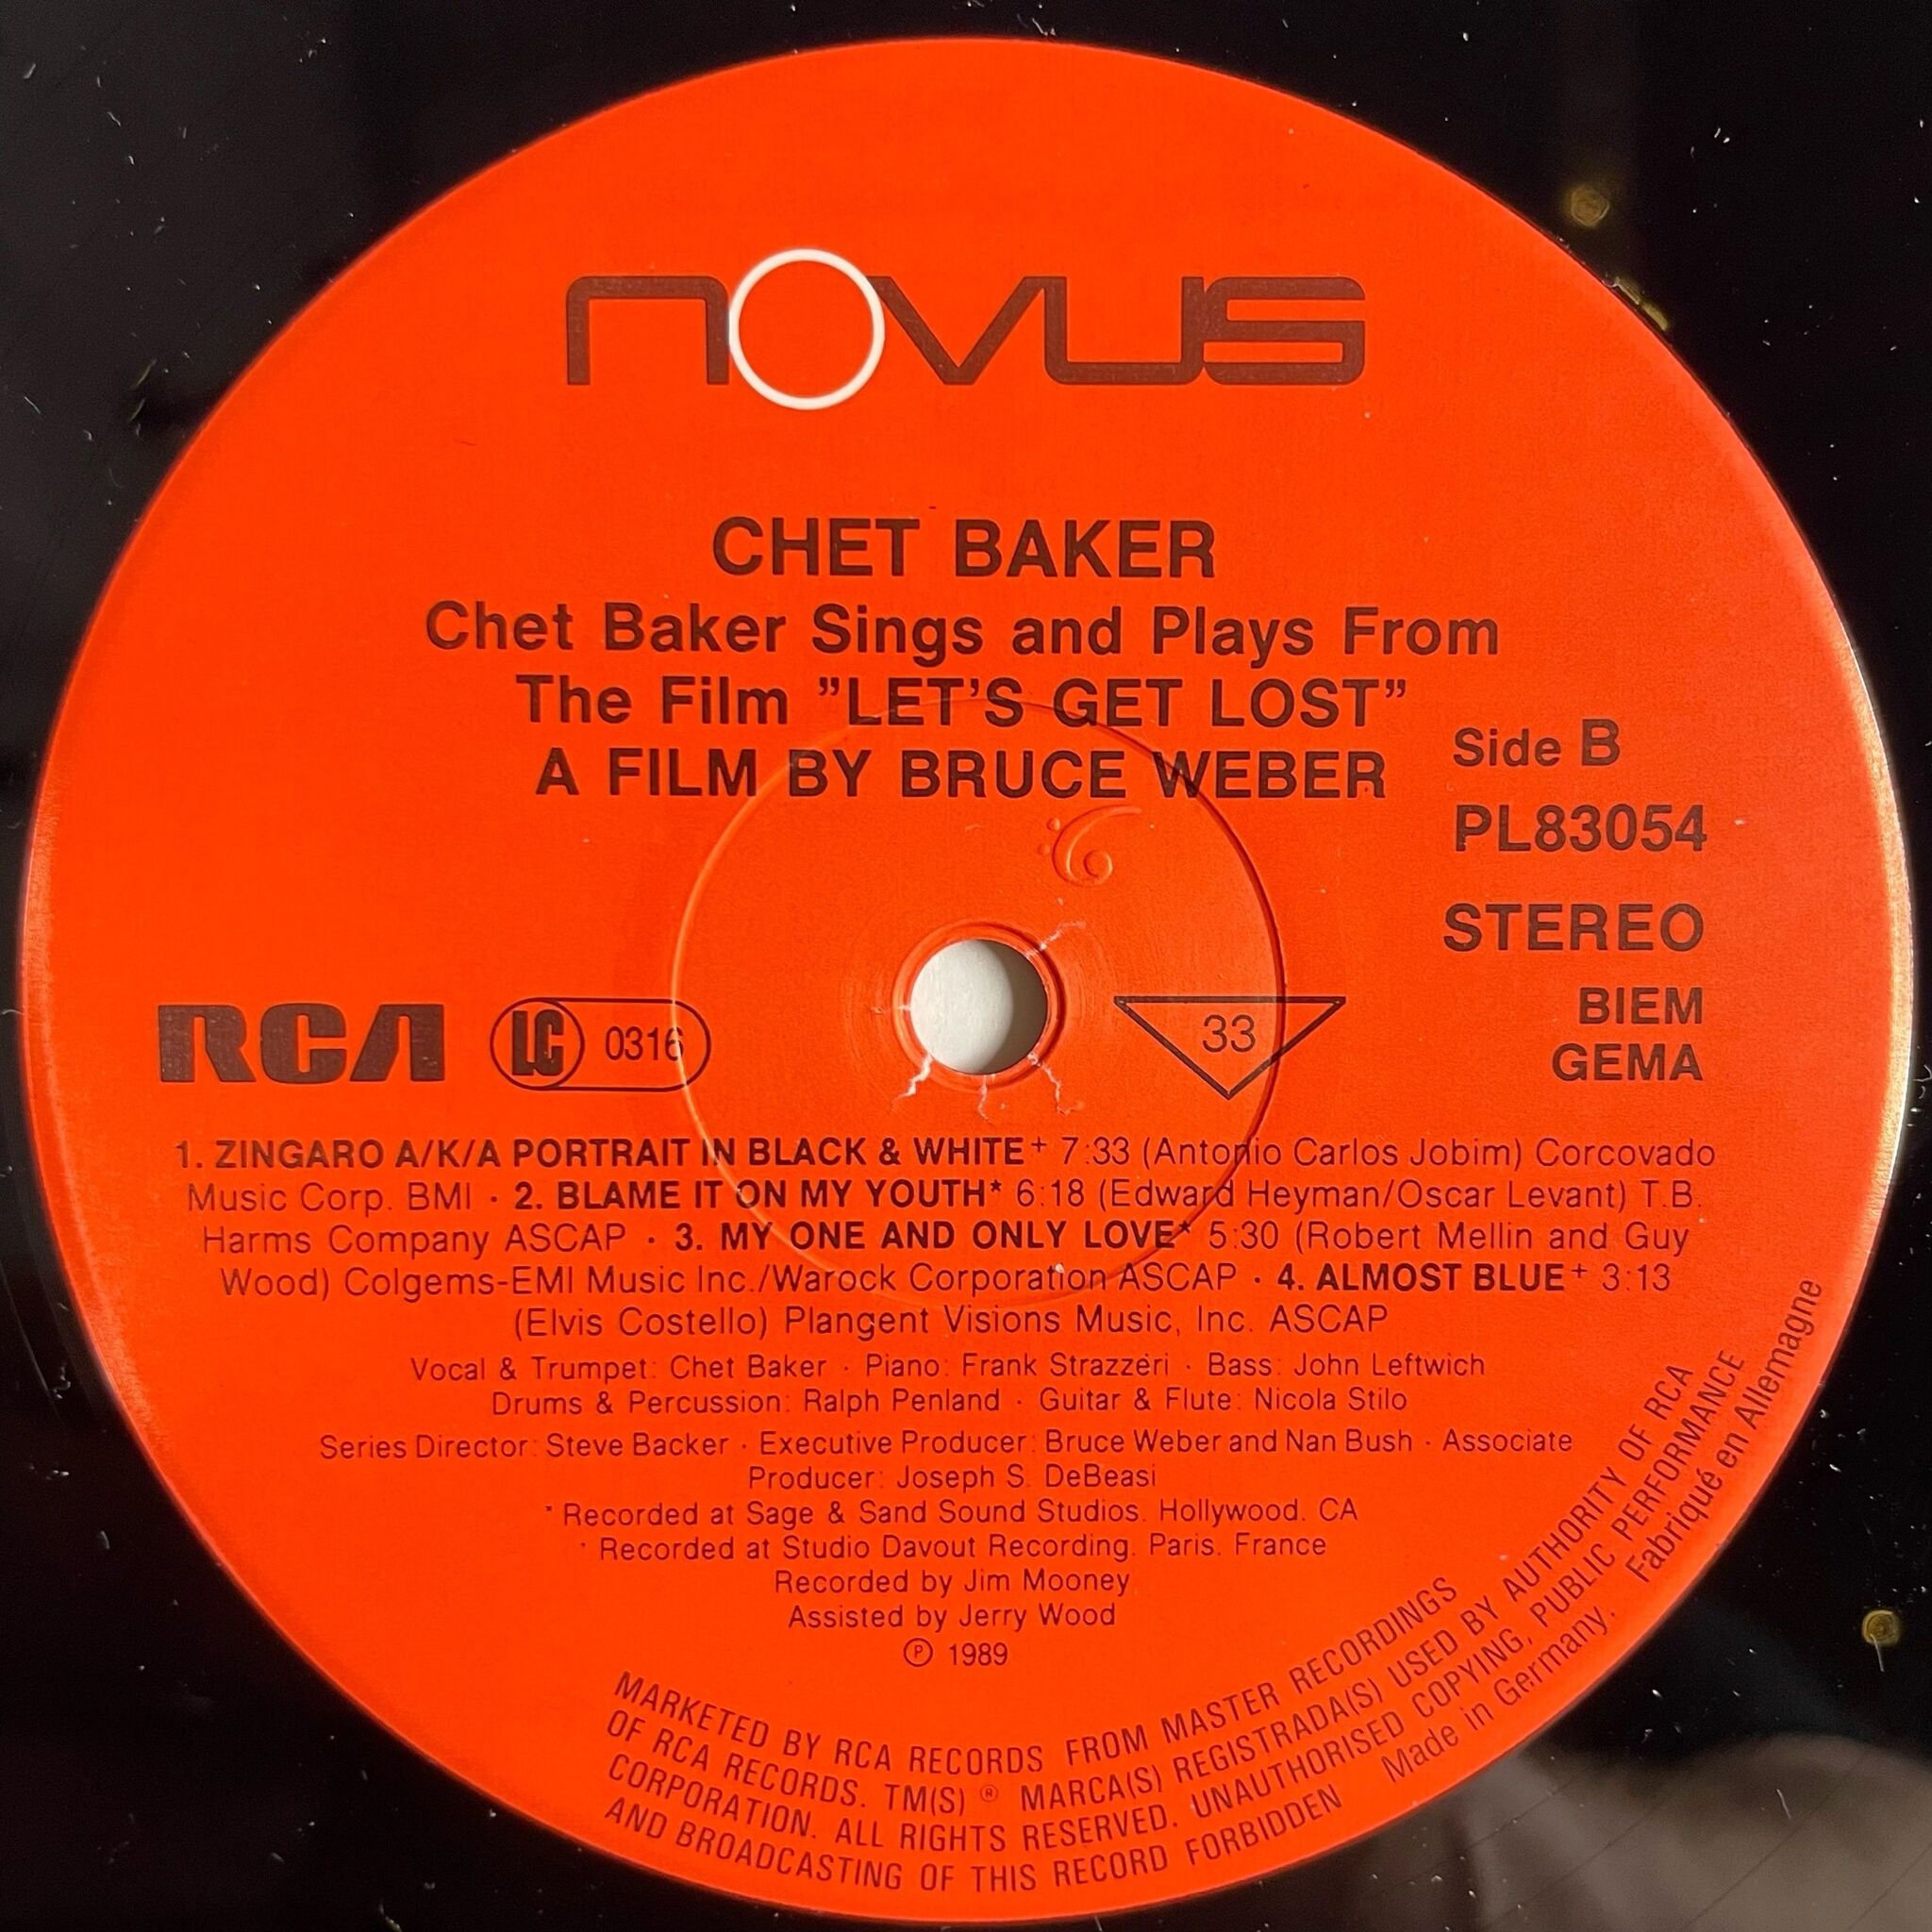 novus
CHET BAKER
Chet Baker Sings and Plays From
The Film ”LET’S GET LOST”
A FILM BY BRUCE WEBER
Side B
PL83054
STEREO
BIEM
GEMA
RCA
LC 0316
33
6
1. ZINGARO A/K/A PORTRAIT IN BLACK & WHITE+ 7:33 (Antonio Carlos Jobim) Corcovado
Music Corp. BMI · 2. BLAME IT ON MY YOUTH* 6:18 (Edward Heyman/Oscar Levant) T.B.
Harms Company ASCAP · 3. MY ONE AND ONLY LOVE* 5:30 (Robert Mellin and Guy
Wood) Colgems-EMI Music Inc./Warock Corporation ASCAP · 4. ALMOST BLUE+ 3:13
(Elvis Costello) Plangent Visions Music, Inc. ASCAP
Vocal & Trumpet: Chet Baker · Piano: Frank Strazzeri · Bass: John Leftwich
Drums & Percussion: Ralph Penland · Guitar & Flute: Nicola Stilo
Series Director: Steve Backer · Executive Producer: Bruce Weber and Nan Bush · Associate
Producer: Joseph S. DeBeasi
* Recorded at Sage & Sand Sound Studios. Hollywood. CA
· Recorded at Studio Davout Recording. Paris. France
Recorded by Jim Mooney
Assisted by Jerry Wood
℗ 1989
MARKETED BY RCA RECORDS FROM MASTER RECORDINGS
OF RCA RECORDS. TM(S) ® MARCA(S) REGISTRADA(S) USED BY AUTHORITY OF RCA
CORPORATION. ALL RIGHTS RESERVED. UNAUTHORISED COPYING, PUBLIC PERFORMANCE
AND BROADCASTING OF THIS RECORD FORBIDDEN Made in Germany. Fabriqué en Allemagne